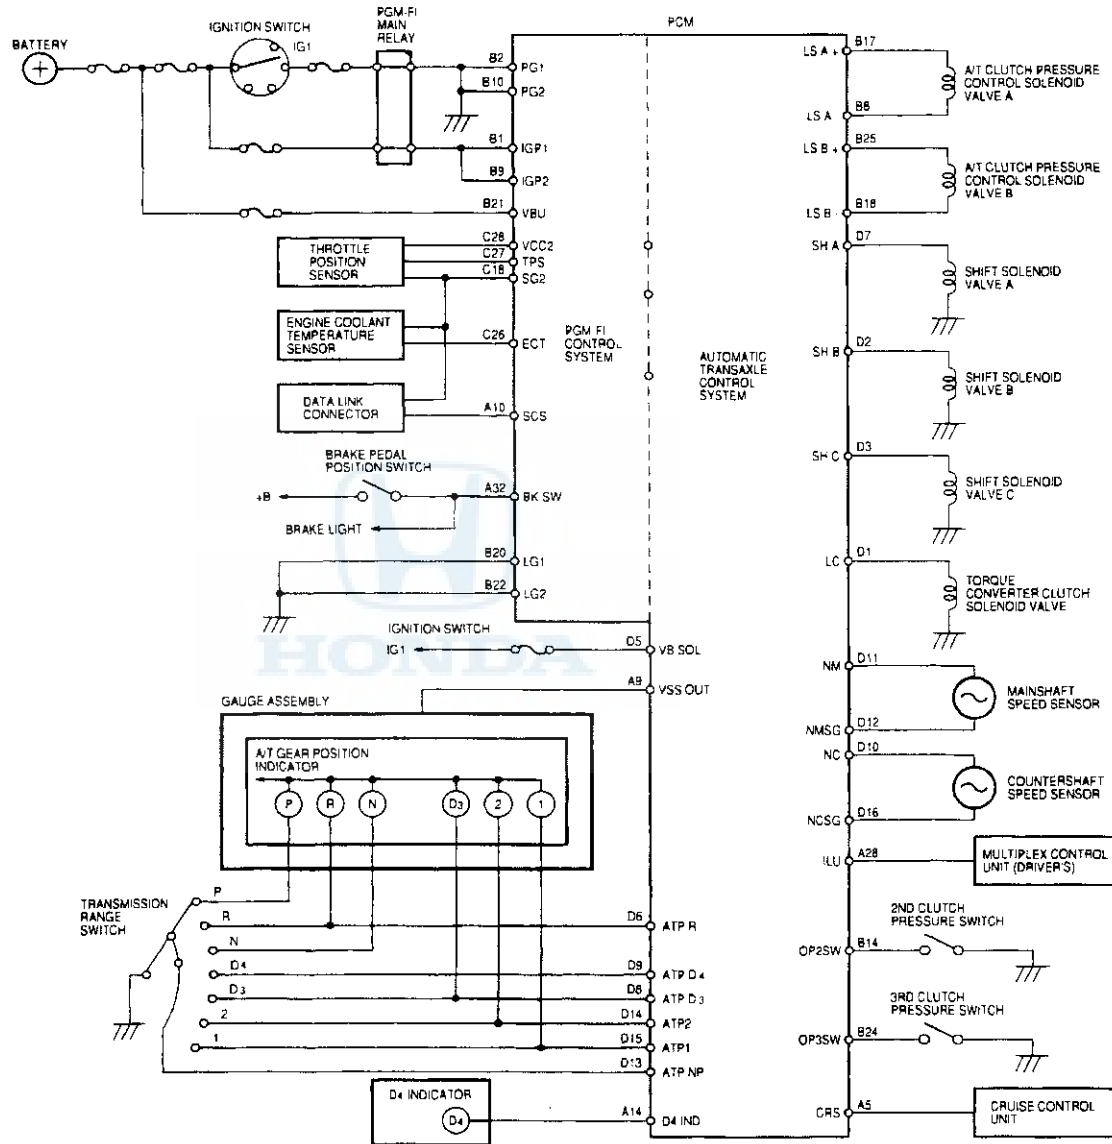 PCM
PGM-FI
MAIN
RELAY
IGNITION SWITCH
IG1
BATTERY
B2
PG1
B10
PG2
B1
IGP1
B9
IGP2
B21
VBU
C28
VCC2
C27
TPS
C18
SG2
THROTTLE
POSITION
SENSOR
ENGINE COOLANT
TEMPERATURE
SENSOR
C26
ECT
DATA LINK
CONNECTOR
A10
SCS
PGM FI
CONTROL
SYSTEM
AUTOMATIC
TRANSAXLE
CONTROL
SYSTEM
BRAKE PEDAL
POSITION SWITCH
+B
A32
BK SW
BRAKE LIGHT
B20
LG1
B22
LG2
HONDA
IGNITION SWITCH
IG1
D5
VB SOL
A9
VSS OUT
GAUGE ASSEMBLY
A/T GEAR POSITION
INDICATOR
P R N D3 2 1
TRANSMISSION
RANGE
SWITCH
P
R
D6
ATP R
N
D4
D9
ATP D4
D3
D8
ATP D3
2
D14
ATP2
1
D15
ATP1
D13
ATP NP
D4 INDICATOR
D4
A14
D4 IND
LS A +
B17
A/T CLUTCH PRESSURE
CONTROL SOLENOID
VALVE A
LS A
B8
LS B +
B25
A/T CLUTCH PRESSURE
CONTROL SOLENOID
VALVE B
LS B -
B18
SH A
D7
SHIFT SOLENOID
VALVE A
SH B
D2
SHIFT SOLENOID
VALVE B
SH C
D3
SHIFT SOLENOID
VALVE C
LC
D1
TORQUE
CONVERTER CLUTCH
SOLENOID VALVE
NM
D11
MAINSHAFT
SPEED SENSOR
NMSG
D12
NC
D10
COUNTERSHAFT
SPEED SENSOR
NCSG
D16
ILU
A28
MULTIPLEX CONTROL
UNIT (DRIVER'S)
2ND CLUTCH
PRESSURE SWITCH
OP2SW
B14
3RD CLUTCH
PRESSURE SWITCH
OP3SW
B24
CRS
A5
CRUISE CONTROL
UNIT